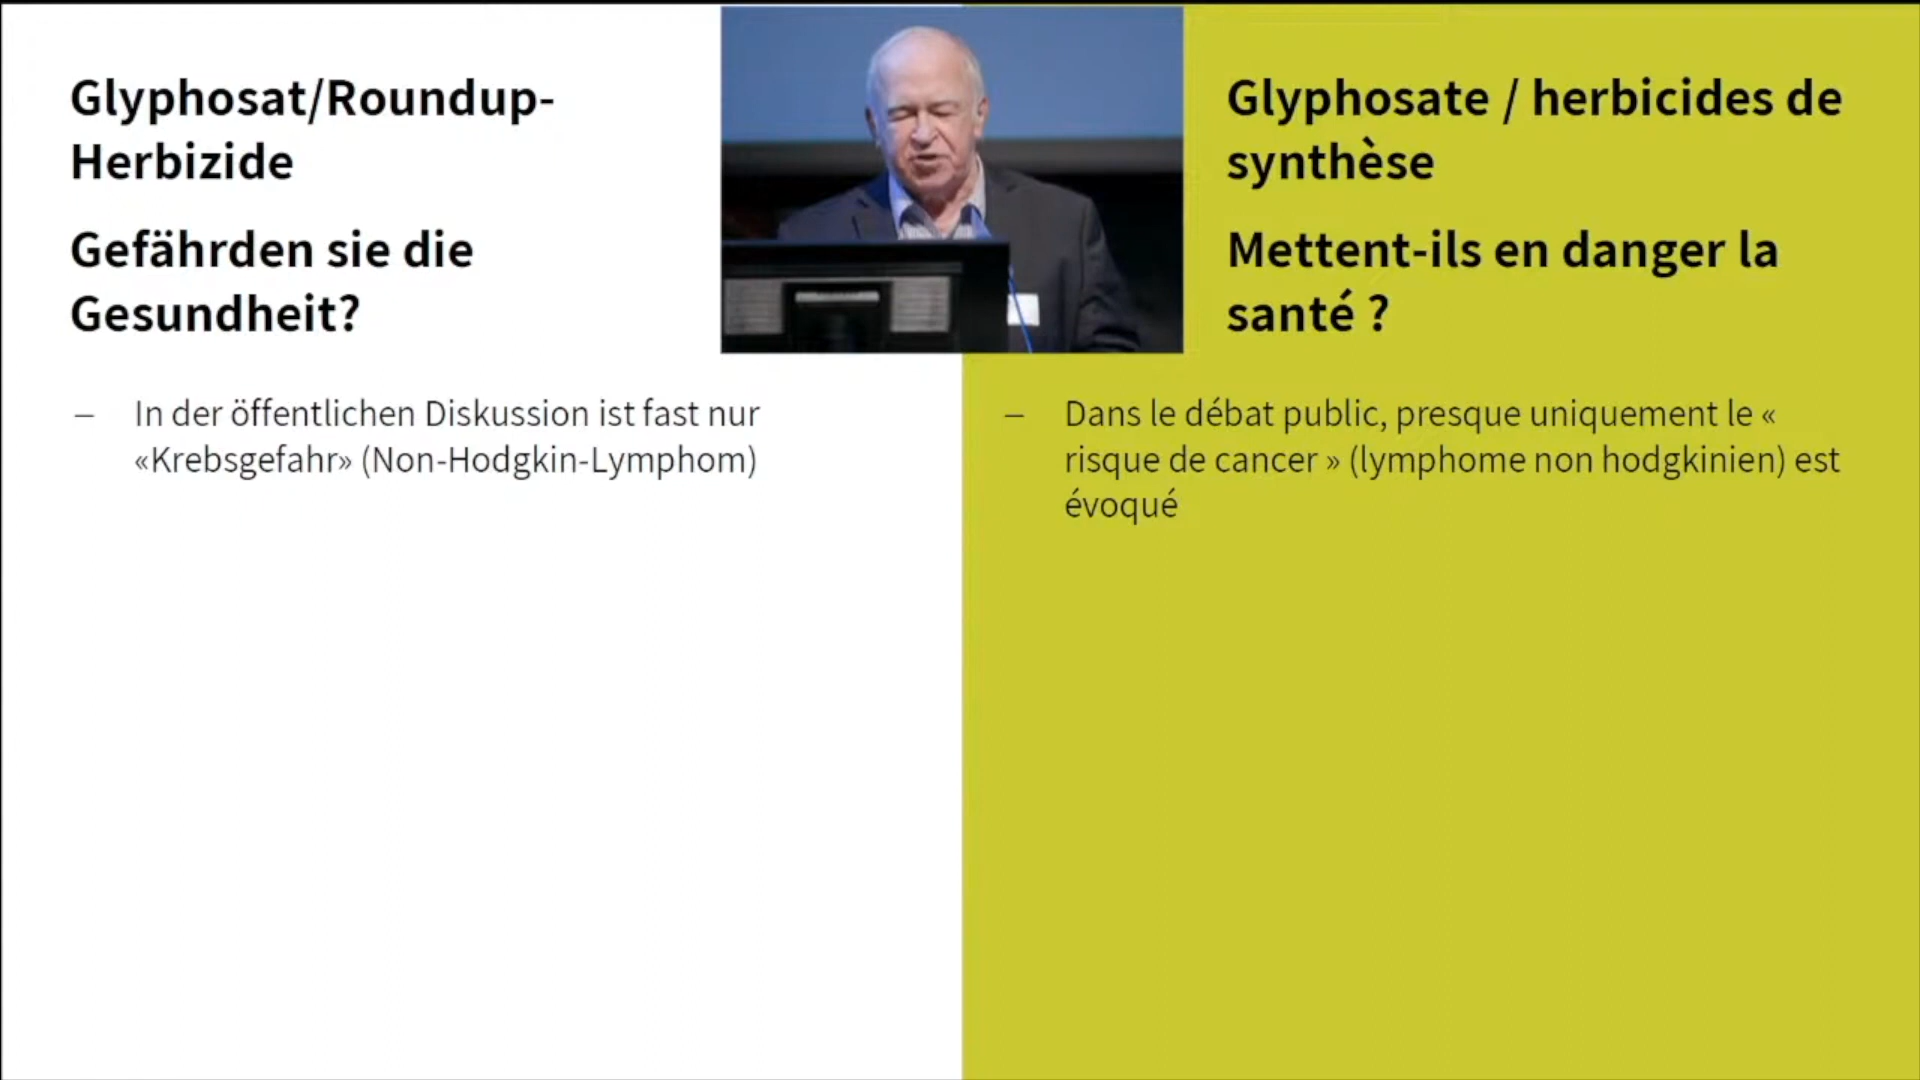 Glyphosat/Roundup-
Herbizide
Gefährden sie die
Gesundheit?
– In der öffentlichen Diskussion ist fast nur
«Krebsgefahr» (Non-Hodgkin-Lymphom)
Glyphosate / herbicides de
synthèse
Mettent-ils en danger la
santé ?
– Dans le débat public, presque uniquement le «
risque de cancer » (lymphome non hodgkinien) est
évoqué